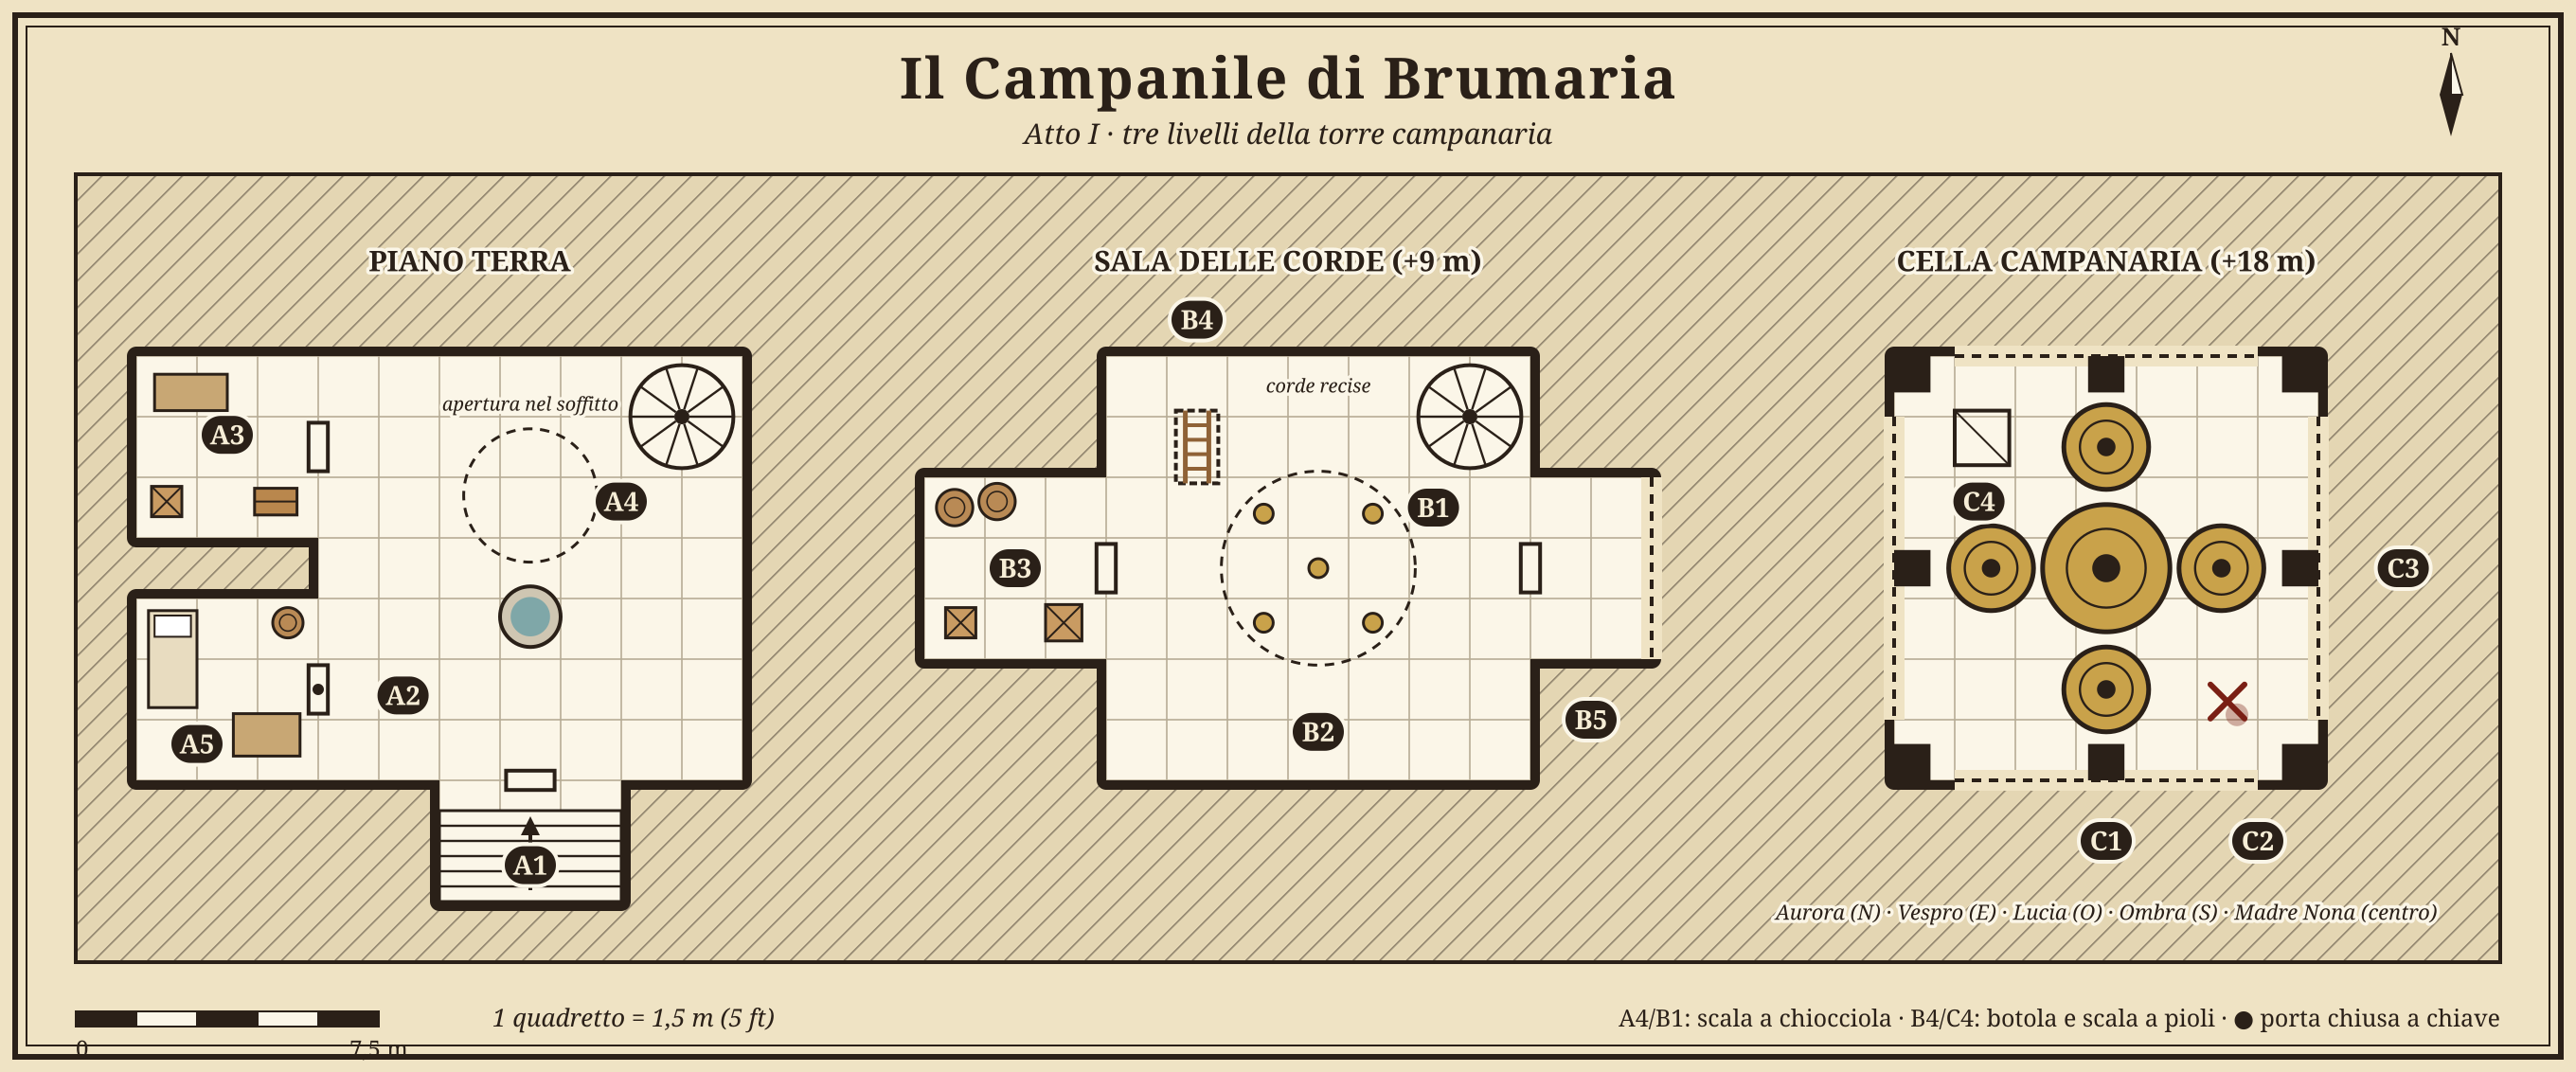 N
Il Campanile di Brumaria
Atto I · tre livelli della torre campanaria
PIANO TERRA
apertura nel soffitto
A3
A4
A2
A5
A1
SALA DELLE CORDE (+9 m)
B4
corde recise
B1
B3
B5
B2
CELLA CAMPANARIA (+18 m)
C4
C3
C1
C2
Aurora (N) · Vespro (E) · Lucia (O) · Ombra (S) · Madre Nona (centro)
0
7,5 m
1 quadretto = 1,5 m (5 ft)
A4/B1: scala a chiocciola · B4/C4: botola e scala a pioli · ● porta chiusa a chiave